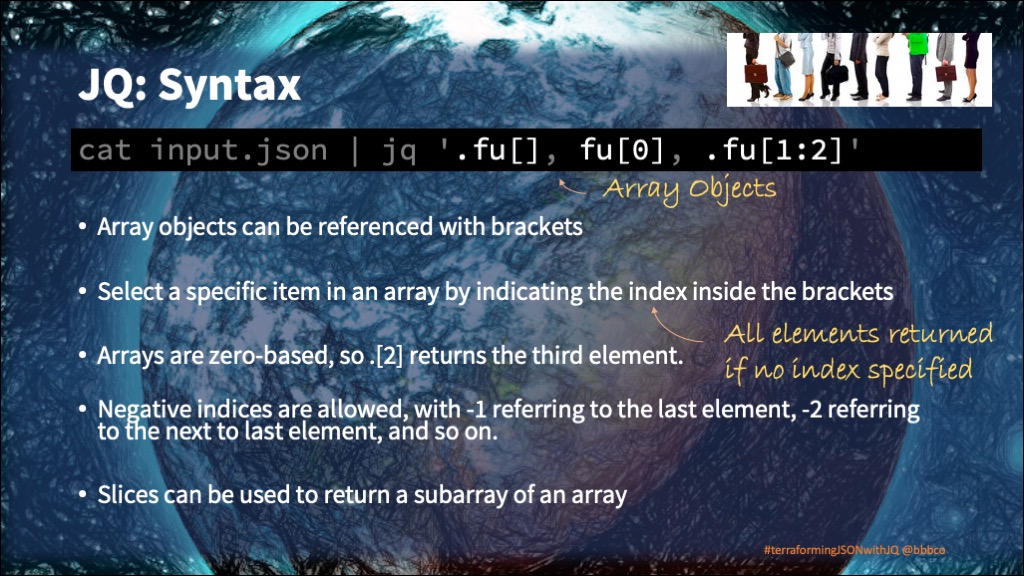 JQ: Syntax
cat input.json | jq '.fu[], fu[0], .fu[1:2]'
Array Objects
• Array objects can be referenced with brackets
• Select a specific item in an array by indicating the index inside the brackets
All elements returned
if no index specified
• Arrays are zero-based, so .[2] returns the third element.
• Negative indices are allowed, with -1 referring to the last element, -2 referring
to the next to last element, and so on.
• Slices can be used to return a subarray of an array
#terraformingJSONwithJQ @bbbco